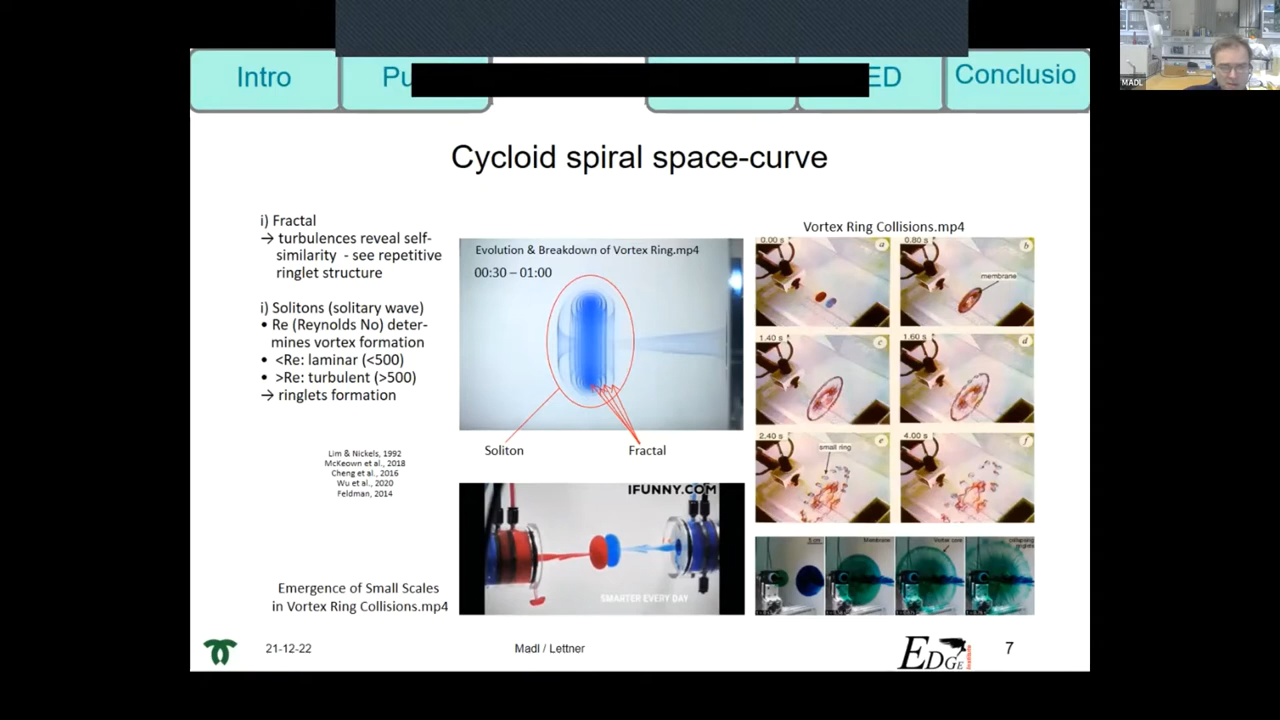 Intro
Pu
ED
Conclusio
MADL
Cycloid spiral space-curve
i) Fractal
→ turbulences reveal self-
similarity - see repetitive
ringlet structure
i) Solitons (solitary wave)
• Re (Reynolds No) deter-
mines vortex formation
• <Re: laminar (<500)
• >Re: turbulent (>500)
→ ringlets formation
Lim & Nickels, 1992
McKeown et al., 2018
Cheng et al., 2016
Wu et al., 2020
Feldman, 2014
Emergence of Small Scales
in Vortex Ring Collisions.mp4
Evolution & Breakdown of Vortex Ring.mp4
00:30 – 01:00
Soliton
Fractal
IFUNNY.COM
SMARTER EVERY DAY
Vortex Ring Collisions.mp4
0.00 s
a
0.80 s
b
membrane
1.40 s
c
1.60 s
d
2.40 s
e
small ring
4.00 s
f
5 cm
Membrane
Vortex core
21-12-22
Madl / Lettner
EDGE
Institute
7